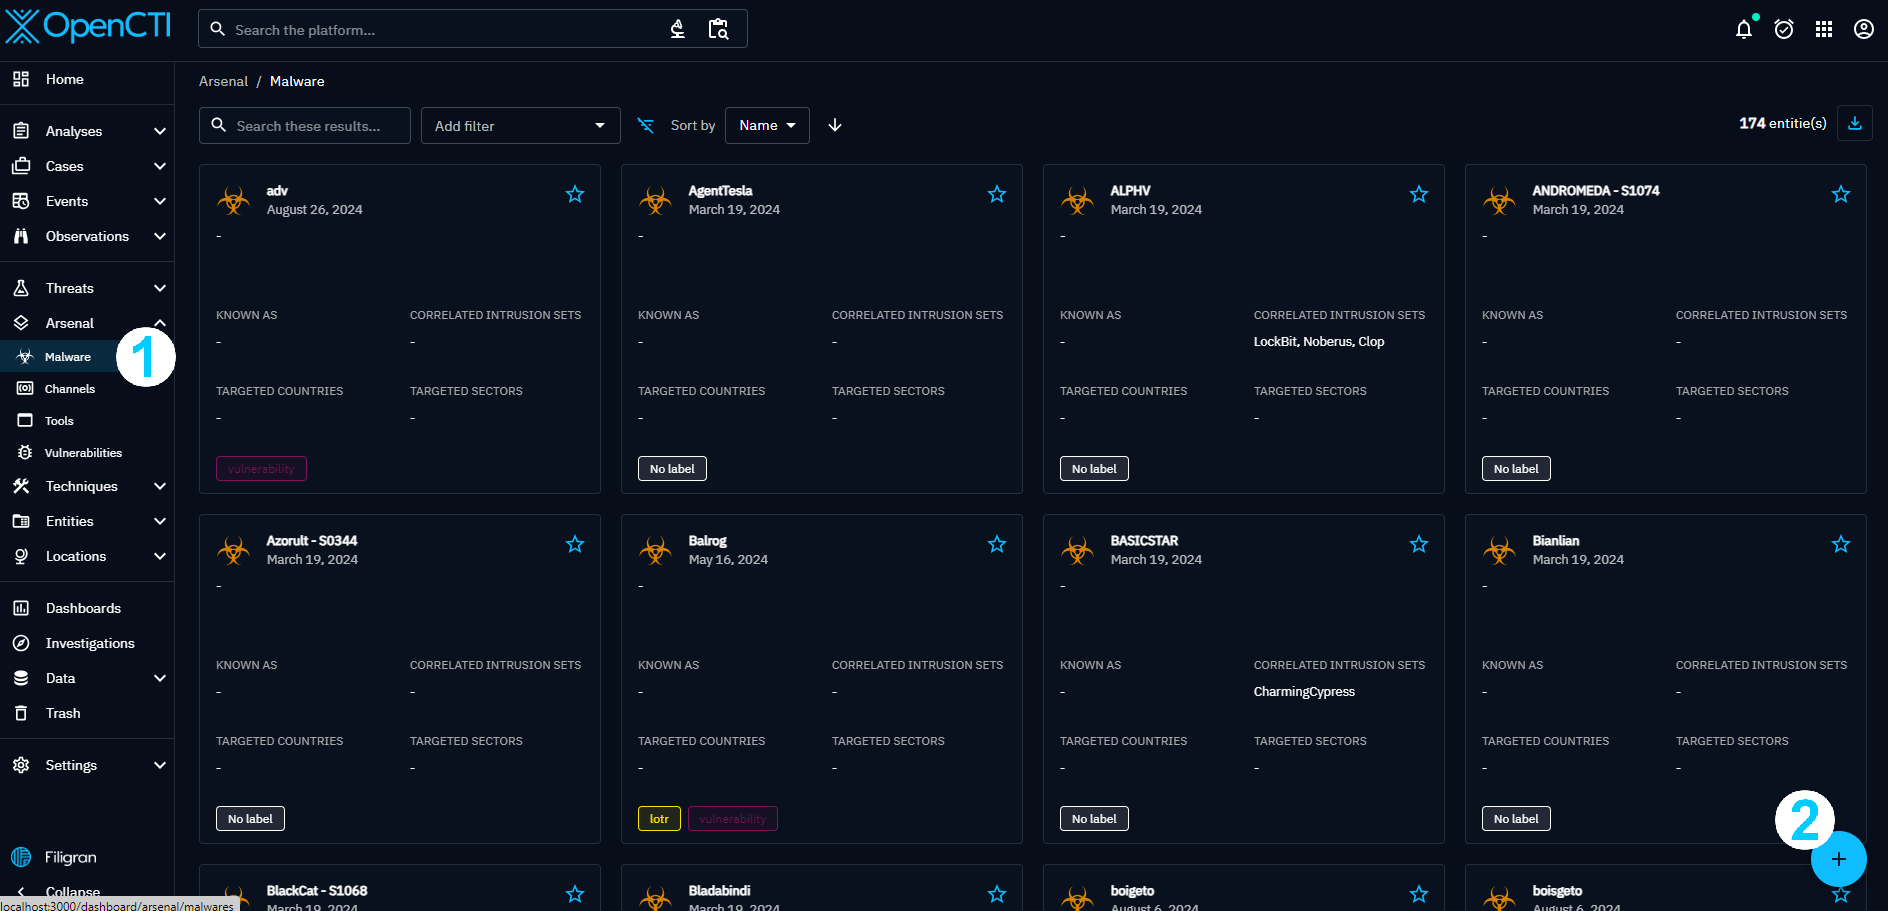 OpenCTI
Search the platform...
Home
Analyses
Cases
Events
Observations
Threats
Arsenal
Malware
1
Channels
Tools
Vulnerabilities
Techniques
Entities
Locations
Dashboards
Investigations
Data
Trash
Settings
Filigran
Collapse
localhost:3000/dashboard/arsenal/malwares
Arsenal / Malware
Search these results...
Add filter
Sort by
Name
174 entitie(s)
adv
August 26, 2024
-
KNOWN AS CORRELATED INTRUSION SETS
- -
TARGETED COUNTRIES TARGETED SECTORS
- -
vulnerability
AgentTesla
March 19, 2024
-
KNOWN AS CORRELATED INTRUSION SETS
- -
TARGETED COUNTRIES TARGETED SECTORS
- -
No label
ALPHV
March 19, 2024
-
KNOWN AS CORRELATED INTRUSION SETS
- LockBit, Noberus, Clop
TARGETED COUNTRIES TARGETED SECTORS
- -
No label
ANDROMEDA - S1074
March 19, 2024
-
KNOWN AS CORRELATED INTRUSION SETS
- -
TARGETED COUNTRIES TARGETED SECTORS
- -
No label
Azorult - S0344
March 19, 2024
-
KNOWN AS CORRELATED INTRUSION SETS
- -
TARGETED COUNTRIES TARGETED SECTORS
- -
No label
Balrog
May 16, 2024
-
KNOWN AS CORRELATED INTRUSION SETS
- -
TARGETED COUNTRIES TARGETED SECTORS
- -
lotr vulnerability
BASICSTAR
March 19, 2024
-
KNOWN AS CORRELATED INTRUSION SETS
- CharmingCypress
TARGETED COUNTRIES TARGETED SECTORS
- -
No label
Bianlian
March 19, 2024
-
KNOWN AS CORRELATED INTRUSION SETS
- -
TARGETED COUNTRIES TARGETED SECTORS
- -
No label
2
+
BlackCat - S1068
March 19, 2024
Bladabindi
March 19, 2024
boigeto
August 6, 2024
boisgeto
August 6, 2024